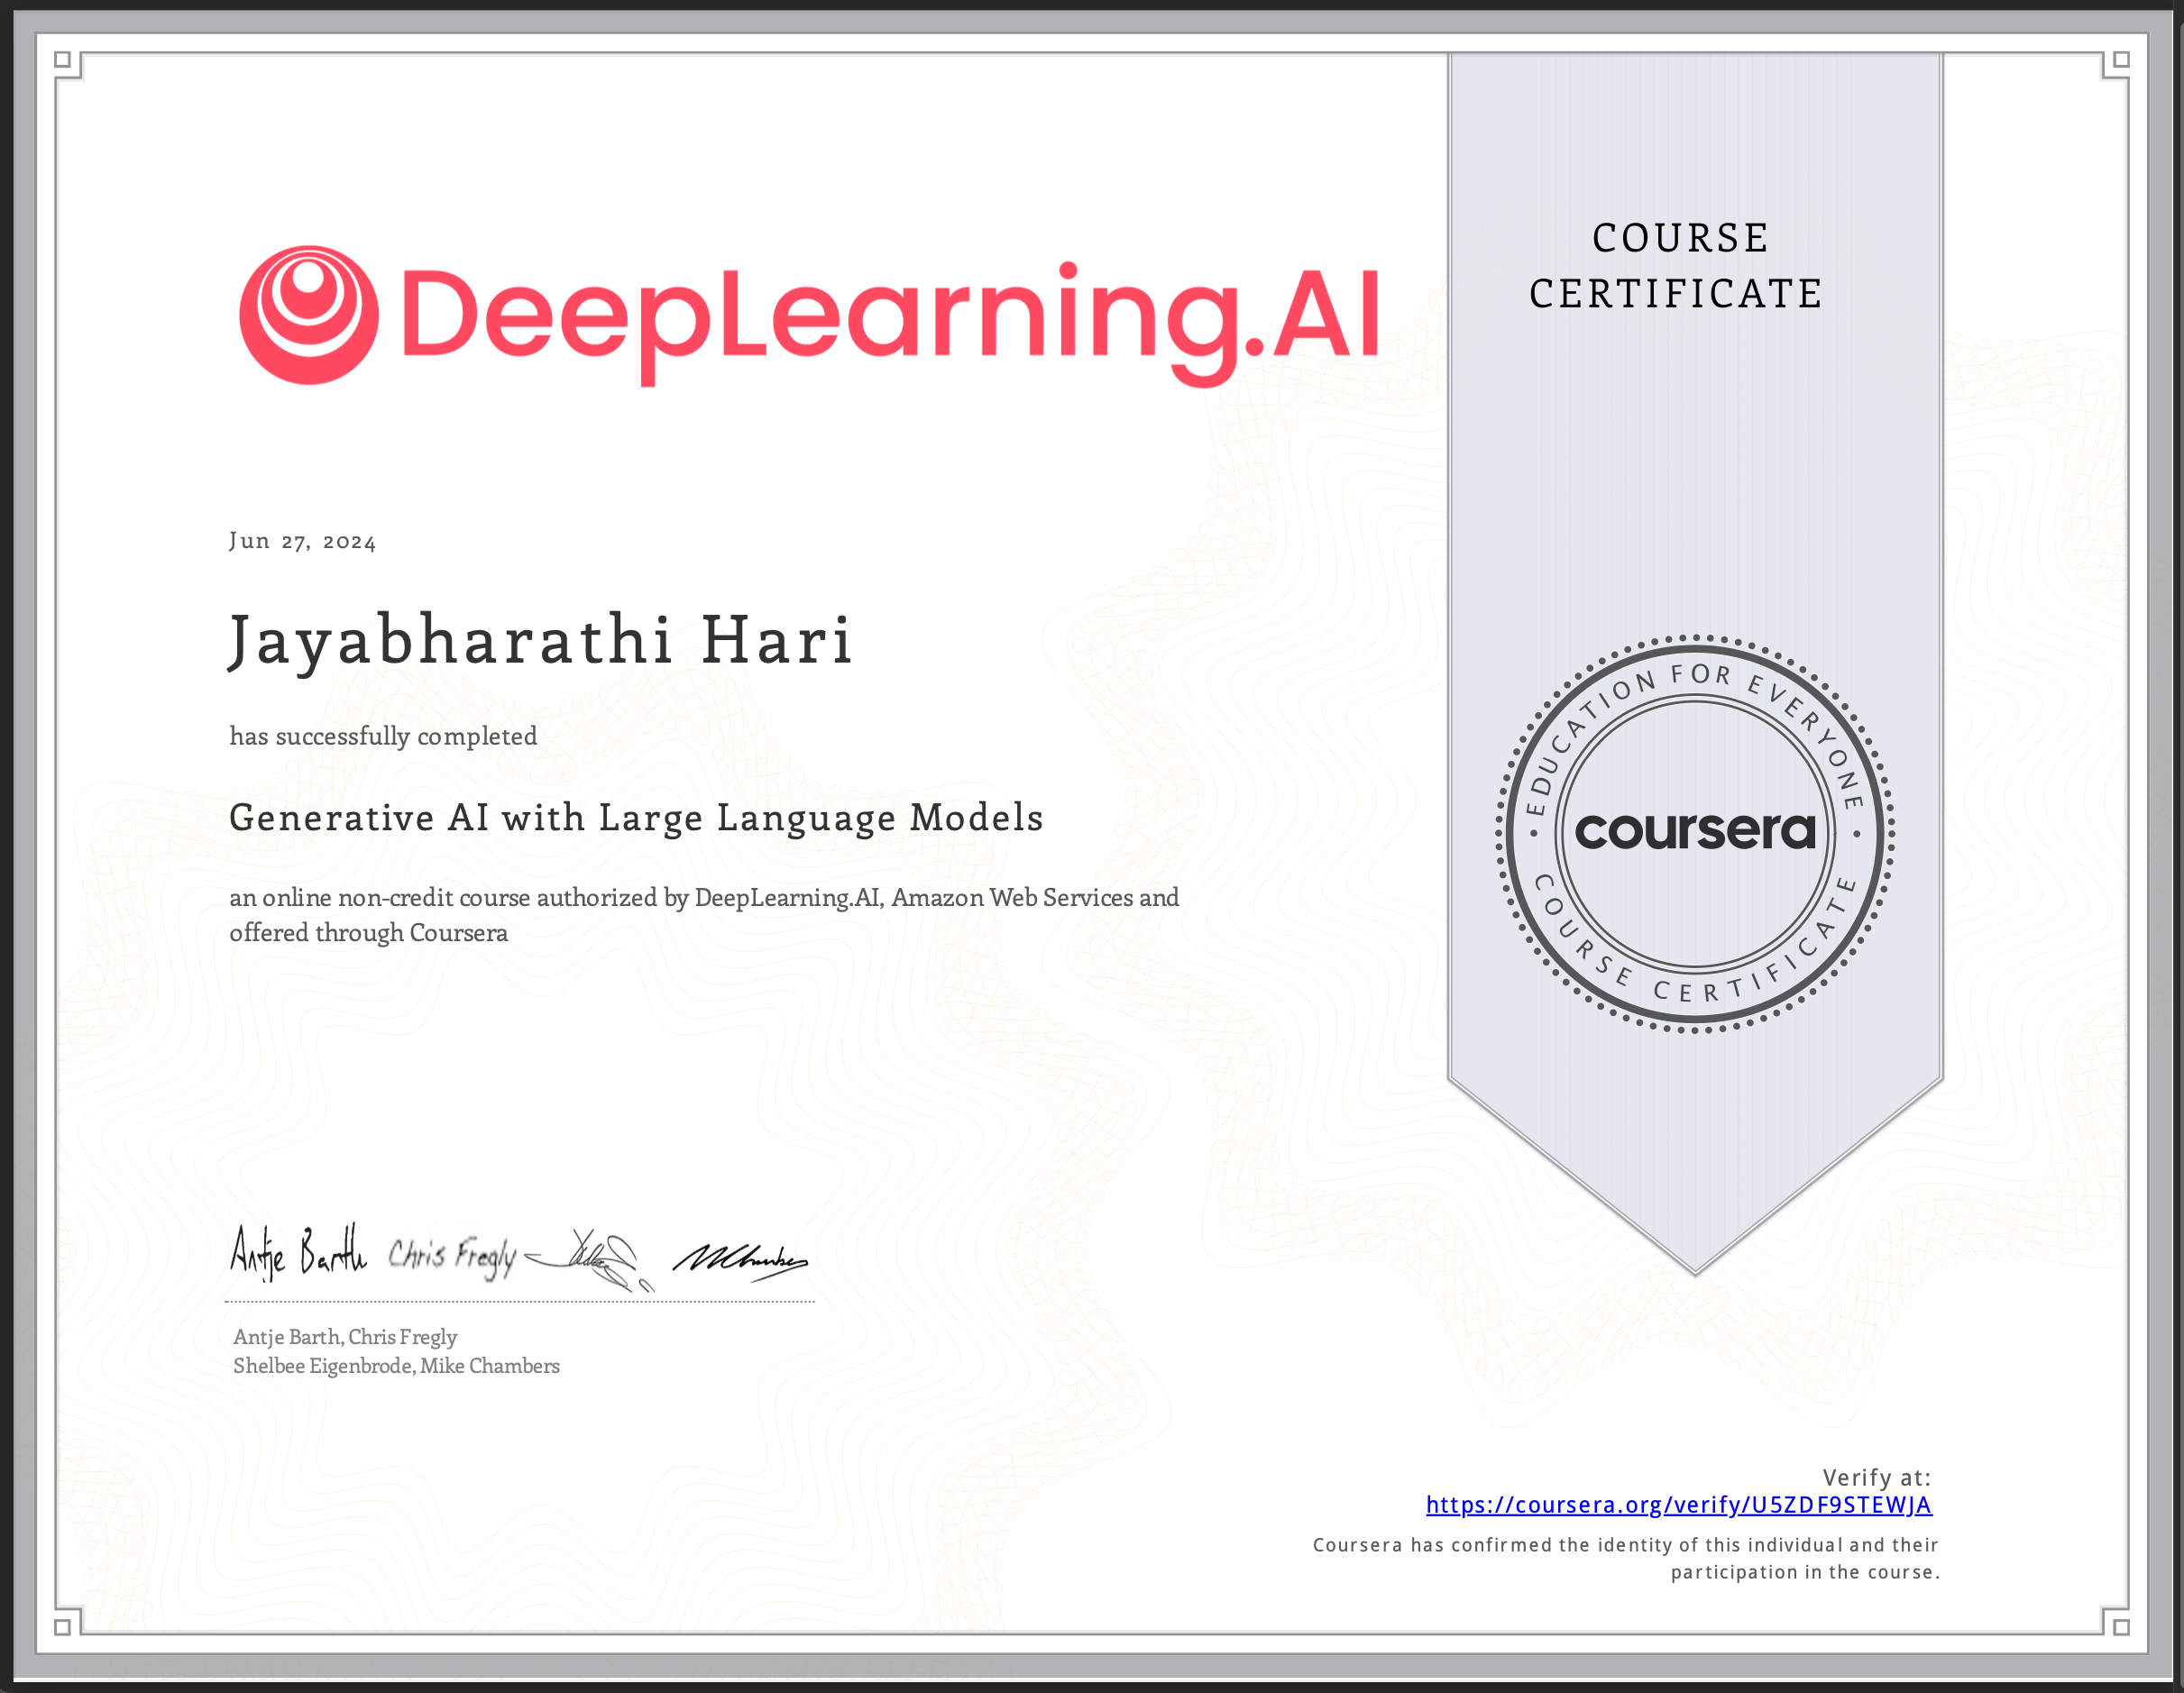 DeepLearning.AI
COURSE
CERTIFICATE
Jun 27, 2024
Jayabharathi Hari
has successfully completed
Generative AI with Large Language Models
an online non-credit course authorized by DeepLearning.AI, Amazon Web Services and
offered through Coursera
EDUCATION FOR EVERYONE
coursera
COURSE CERTIFICATE
Antje Barth Chris Fregly MChambers
Antje Barth, Chris Fregly
Shelbee Eigenbrode, Mike Chambers
Verify at:
https://coursera.org/verify/U5ZDF9STEWJA
Coursera has confirmed the identity of this individual and their
participation in the course.